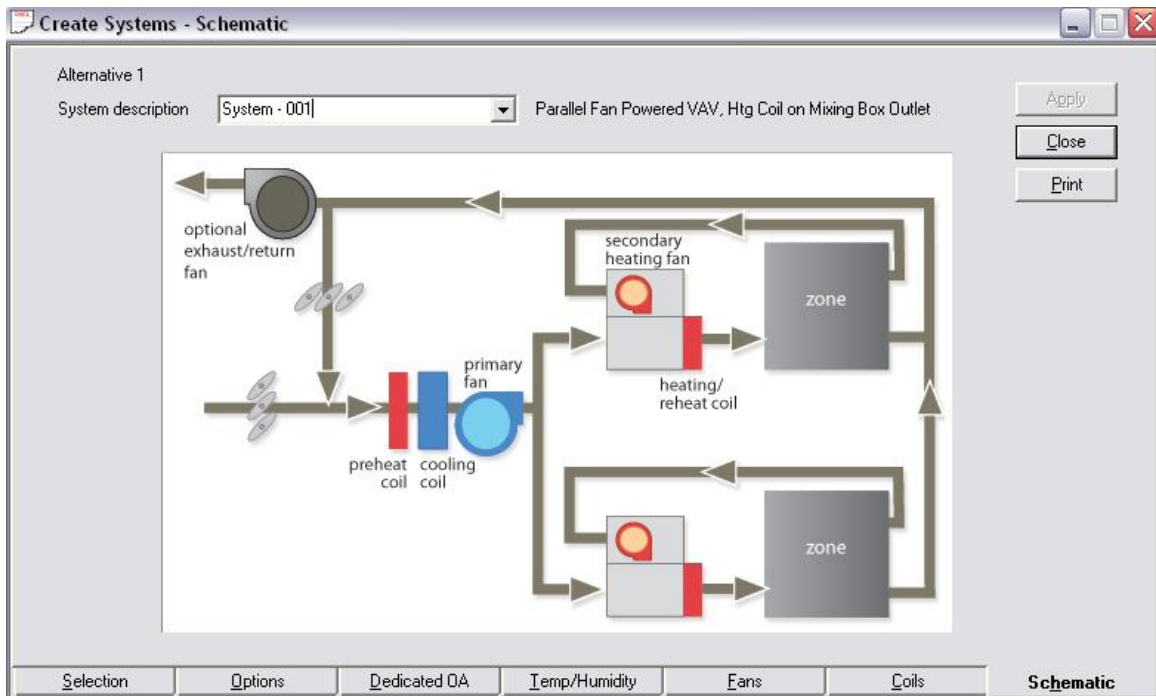 Create Systems - Schematic
Alternative 1
System description
System - 001
Parallel Fan Powered VAV, Htg Coil on Mixing Box Outlet
Apply
Close
Print
optional
exhaust/return
fan
secondary
heating fan
zone
primary
fan
heating/
reheat coil
preheat
coil
cooling
coil
zone
Selection
Options
Dedicated OA
Temp/Humidity
Fans
Coils
Schematic